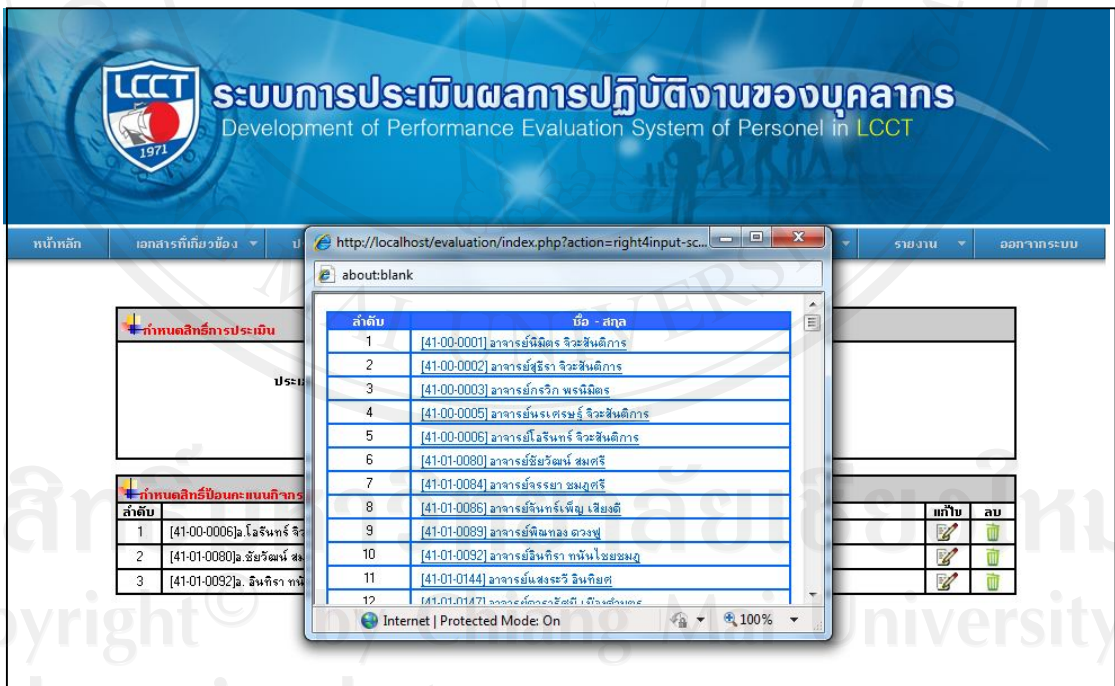 LCCT
1971
ระบบการประเมินผลการปฏิบัติงานของบุคลากร
Development of Performance Evaluation System of Personel in LCCT
หน้าหลัก
เอกสารที่เกี่ยวข้อง
รายงาน
ออกจากระบบ
http://localhost/evaluation/index.php?action=right4input-sc...
about:blank
กำหนดสิทธิ์การประเมิน
ลำดับ ชื่อ - สกุล
1 [41-00-0001] อาจารย์นิมิตร จิวะสันติการ
2 [41-00-0002] อาจารย์สุธีรา จิวะสันติการ
3 [41-00-0003] อาจารย์กรวิก พรนิมิตร
4 [41-00-0005] อาจารย์นรเศรษฐ์ จิวะสันติการ
5 [41-00-0006] อาจารย์โอรินทร์ จิวะสันติการ
6 [41-01-0080] อาจารย์ชัยวัฒน์ สมศรี
7 [41-01-0084] อาจารย์จรรยา ชมภูศรี
8 [41-01-0086] อาจารย์จันทร์เพ็ญ เสียงดี
9 [41-01-0089] อาจารย์พิณทอง ดวงฟู
10 [41-01-0092] อาจารย์อินทิรา ทนันไชยชมภู
11 [41-01-0144] อาจารย์แสงระวี อินทิยศ
12 [41-01-0147]
Internet | Protected Mode: On 100%
กำหนดสิทธิ์ป้อนคะแนนกิจกร
ลำดับ แก้ไข ลบ
1 [41-00-0006]อ.โอรินทร์
2 [41-01-0080]อ.ชัยวัฒน์
3 [41-01-0092]อ. อินทิรา
Chiang Mai University